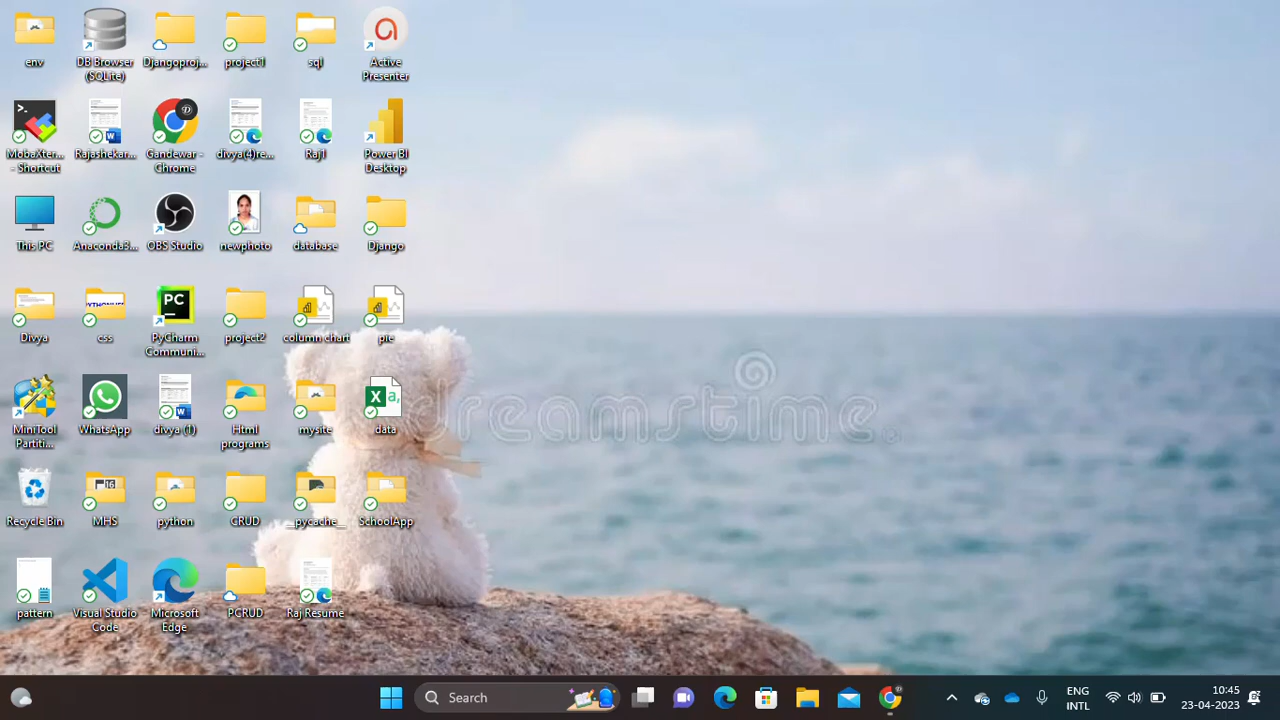 env
DB Browser
(SQLite)
Djangoproj...
project1
sql
Active
Presenter
MobaXter...
- Shortcut
Rajashekar...
Gandewar -
Chrome
divya(4)re...
Raj1
Power BI
Desktop
This PC
Anaconda3...
OBS Studio
newphoto
database
Django
Divya
css
PyCharm
Communi...
project2
column chart
pie
MiniTool
Partiti...
WhatsApp
divya (1)
Html
programs
mysite
data
Recycle Bin
MHS
python
CRUD
__pycache__
SchoolApp
pattern
Visual Studio
Code
Microsoft
Edge
PCRUD
Raj Resume
dreamstime.
Search
ENG
INTL
10:45
23-04-2023